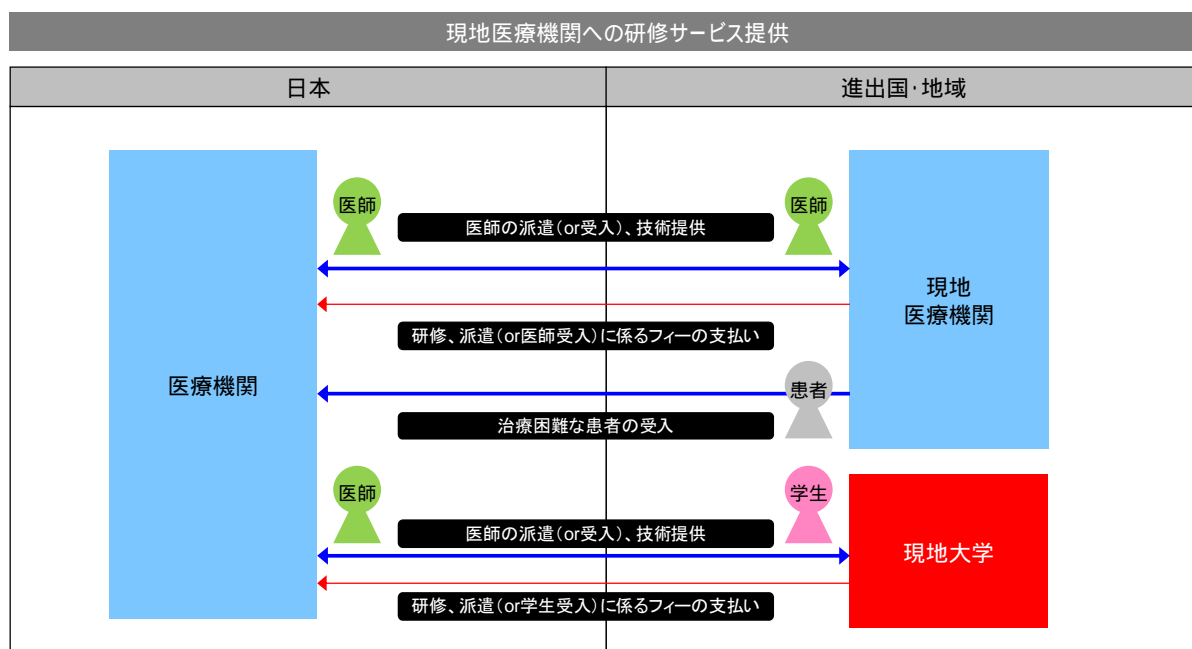 現地医療機関への研修サービス提供
日本
進出国・地域
医師
医師
医師の派遣(or受入)、技術提供
現地
医療機関
研修、派遣(or医師受入)に係るフィーの支払い
医療機関
患者
治療困難な患者の受入
医師
学生
医師の派遣(or受入)、技術提供
現地大学
研修、派遣(or学生受入)に係るフィーの支払い